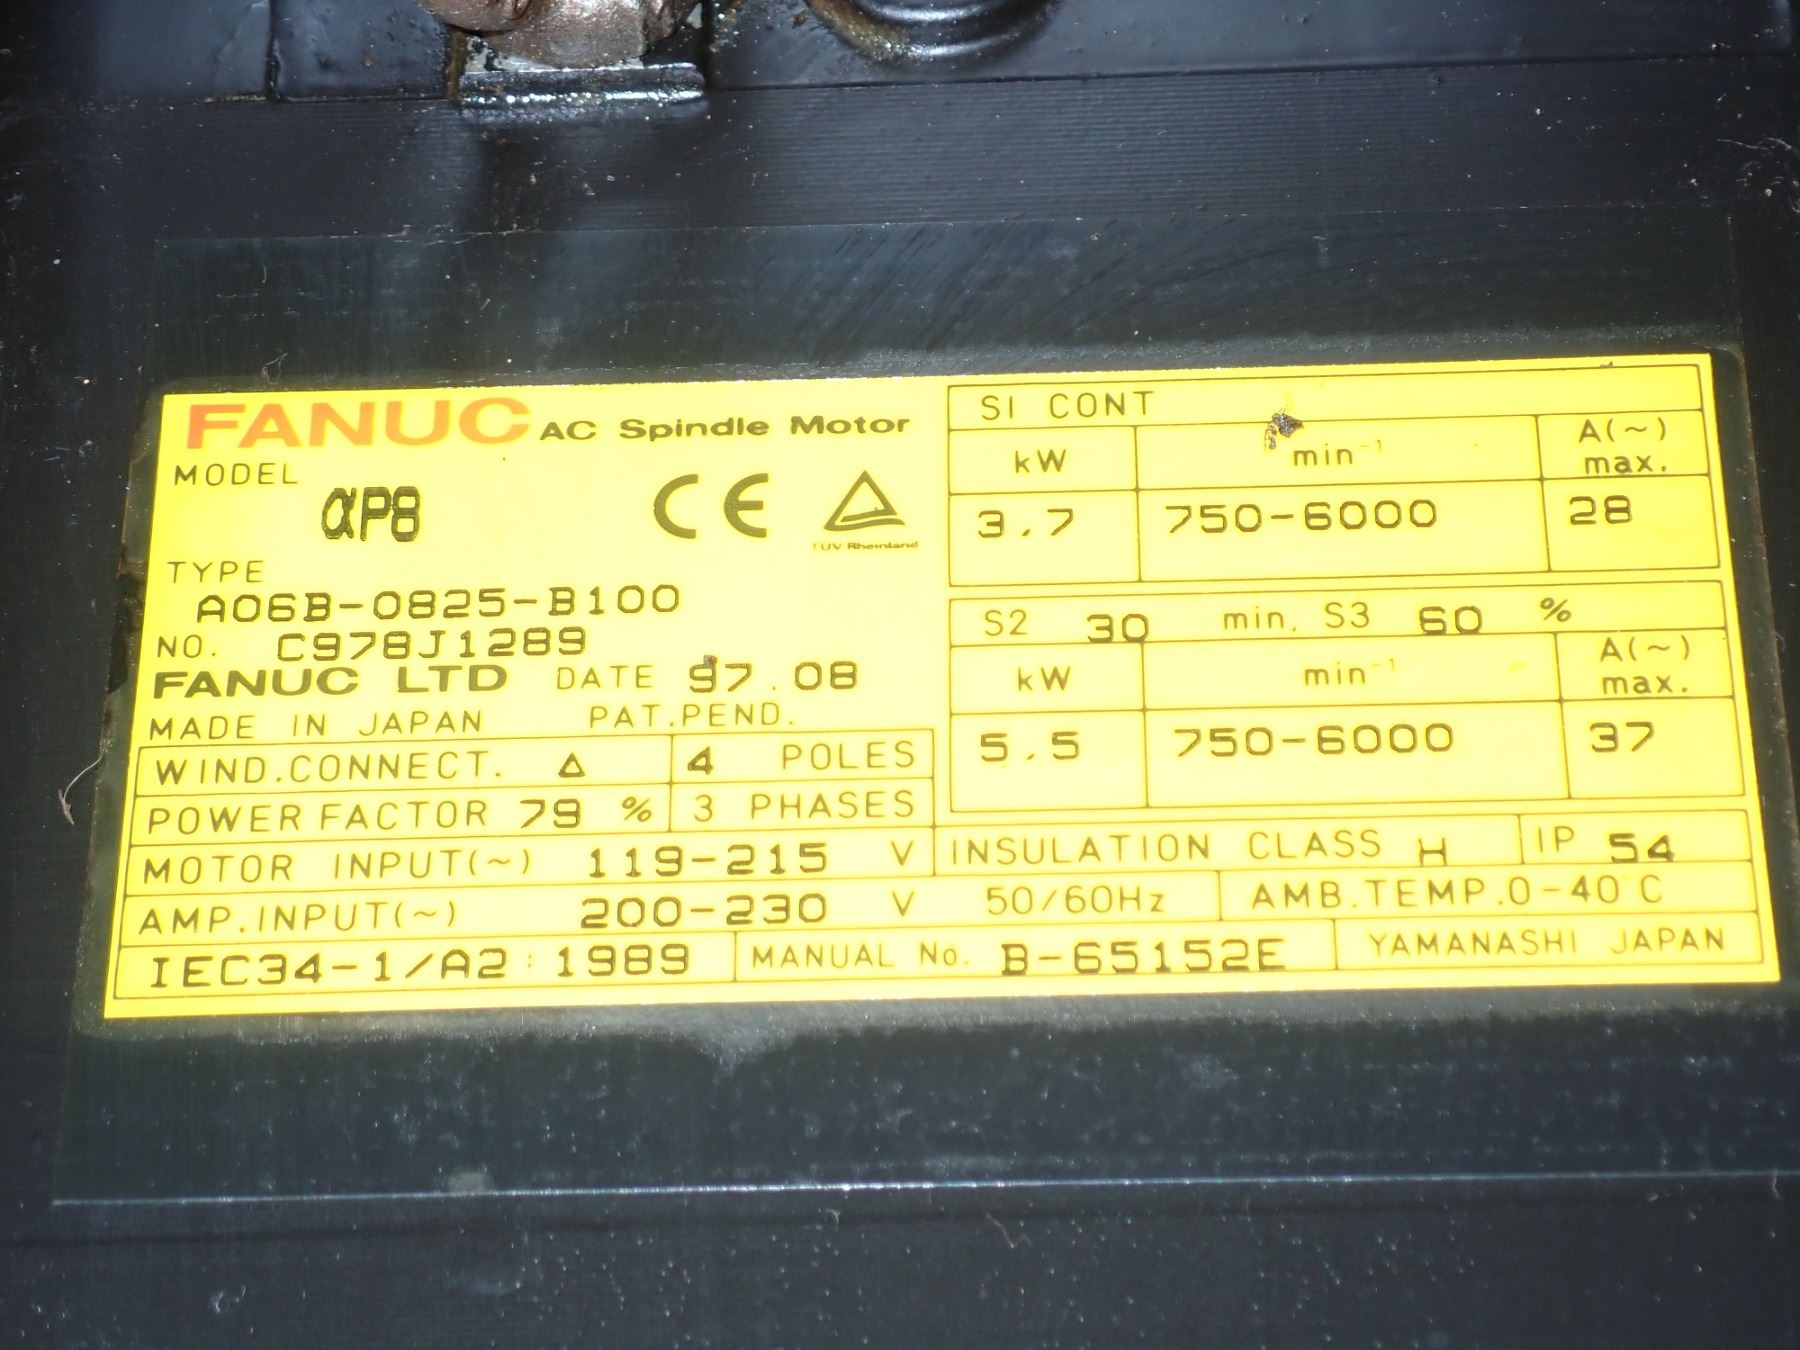 FANUC AC Spindle Motor
MODEL
αP8
CE
TÜV Rheinland
TYPE
A06B-0825-B100
NO. C978J1289
FANUC LTD DATE 97.08
MADE IN JAPAN PAT.PEND.
WIND.CONNECT. △ 4 POLES
POWER FACTOR 79 % 3 PHASES
MOTOR INPUT(~) 119-215 V
AMP.INPUT(~) 200-230 V 50/60Hz
IEC34-1/A2:1989 MANUAL No. B-65152E
S1 CONT
kW min⁻¹ A(~) max.
3.7 750-6000 28
S2 30 min, S3 60 %
kW min⁻¹ A(~) max.
5.5 750-6000 37
INSULATION CLASS H IP 54
AMB.TEMP.0-40°C
YAMANASHI JAPAN